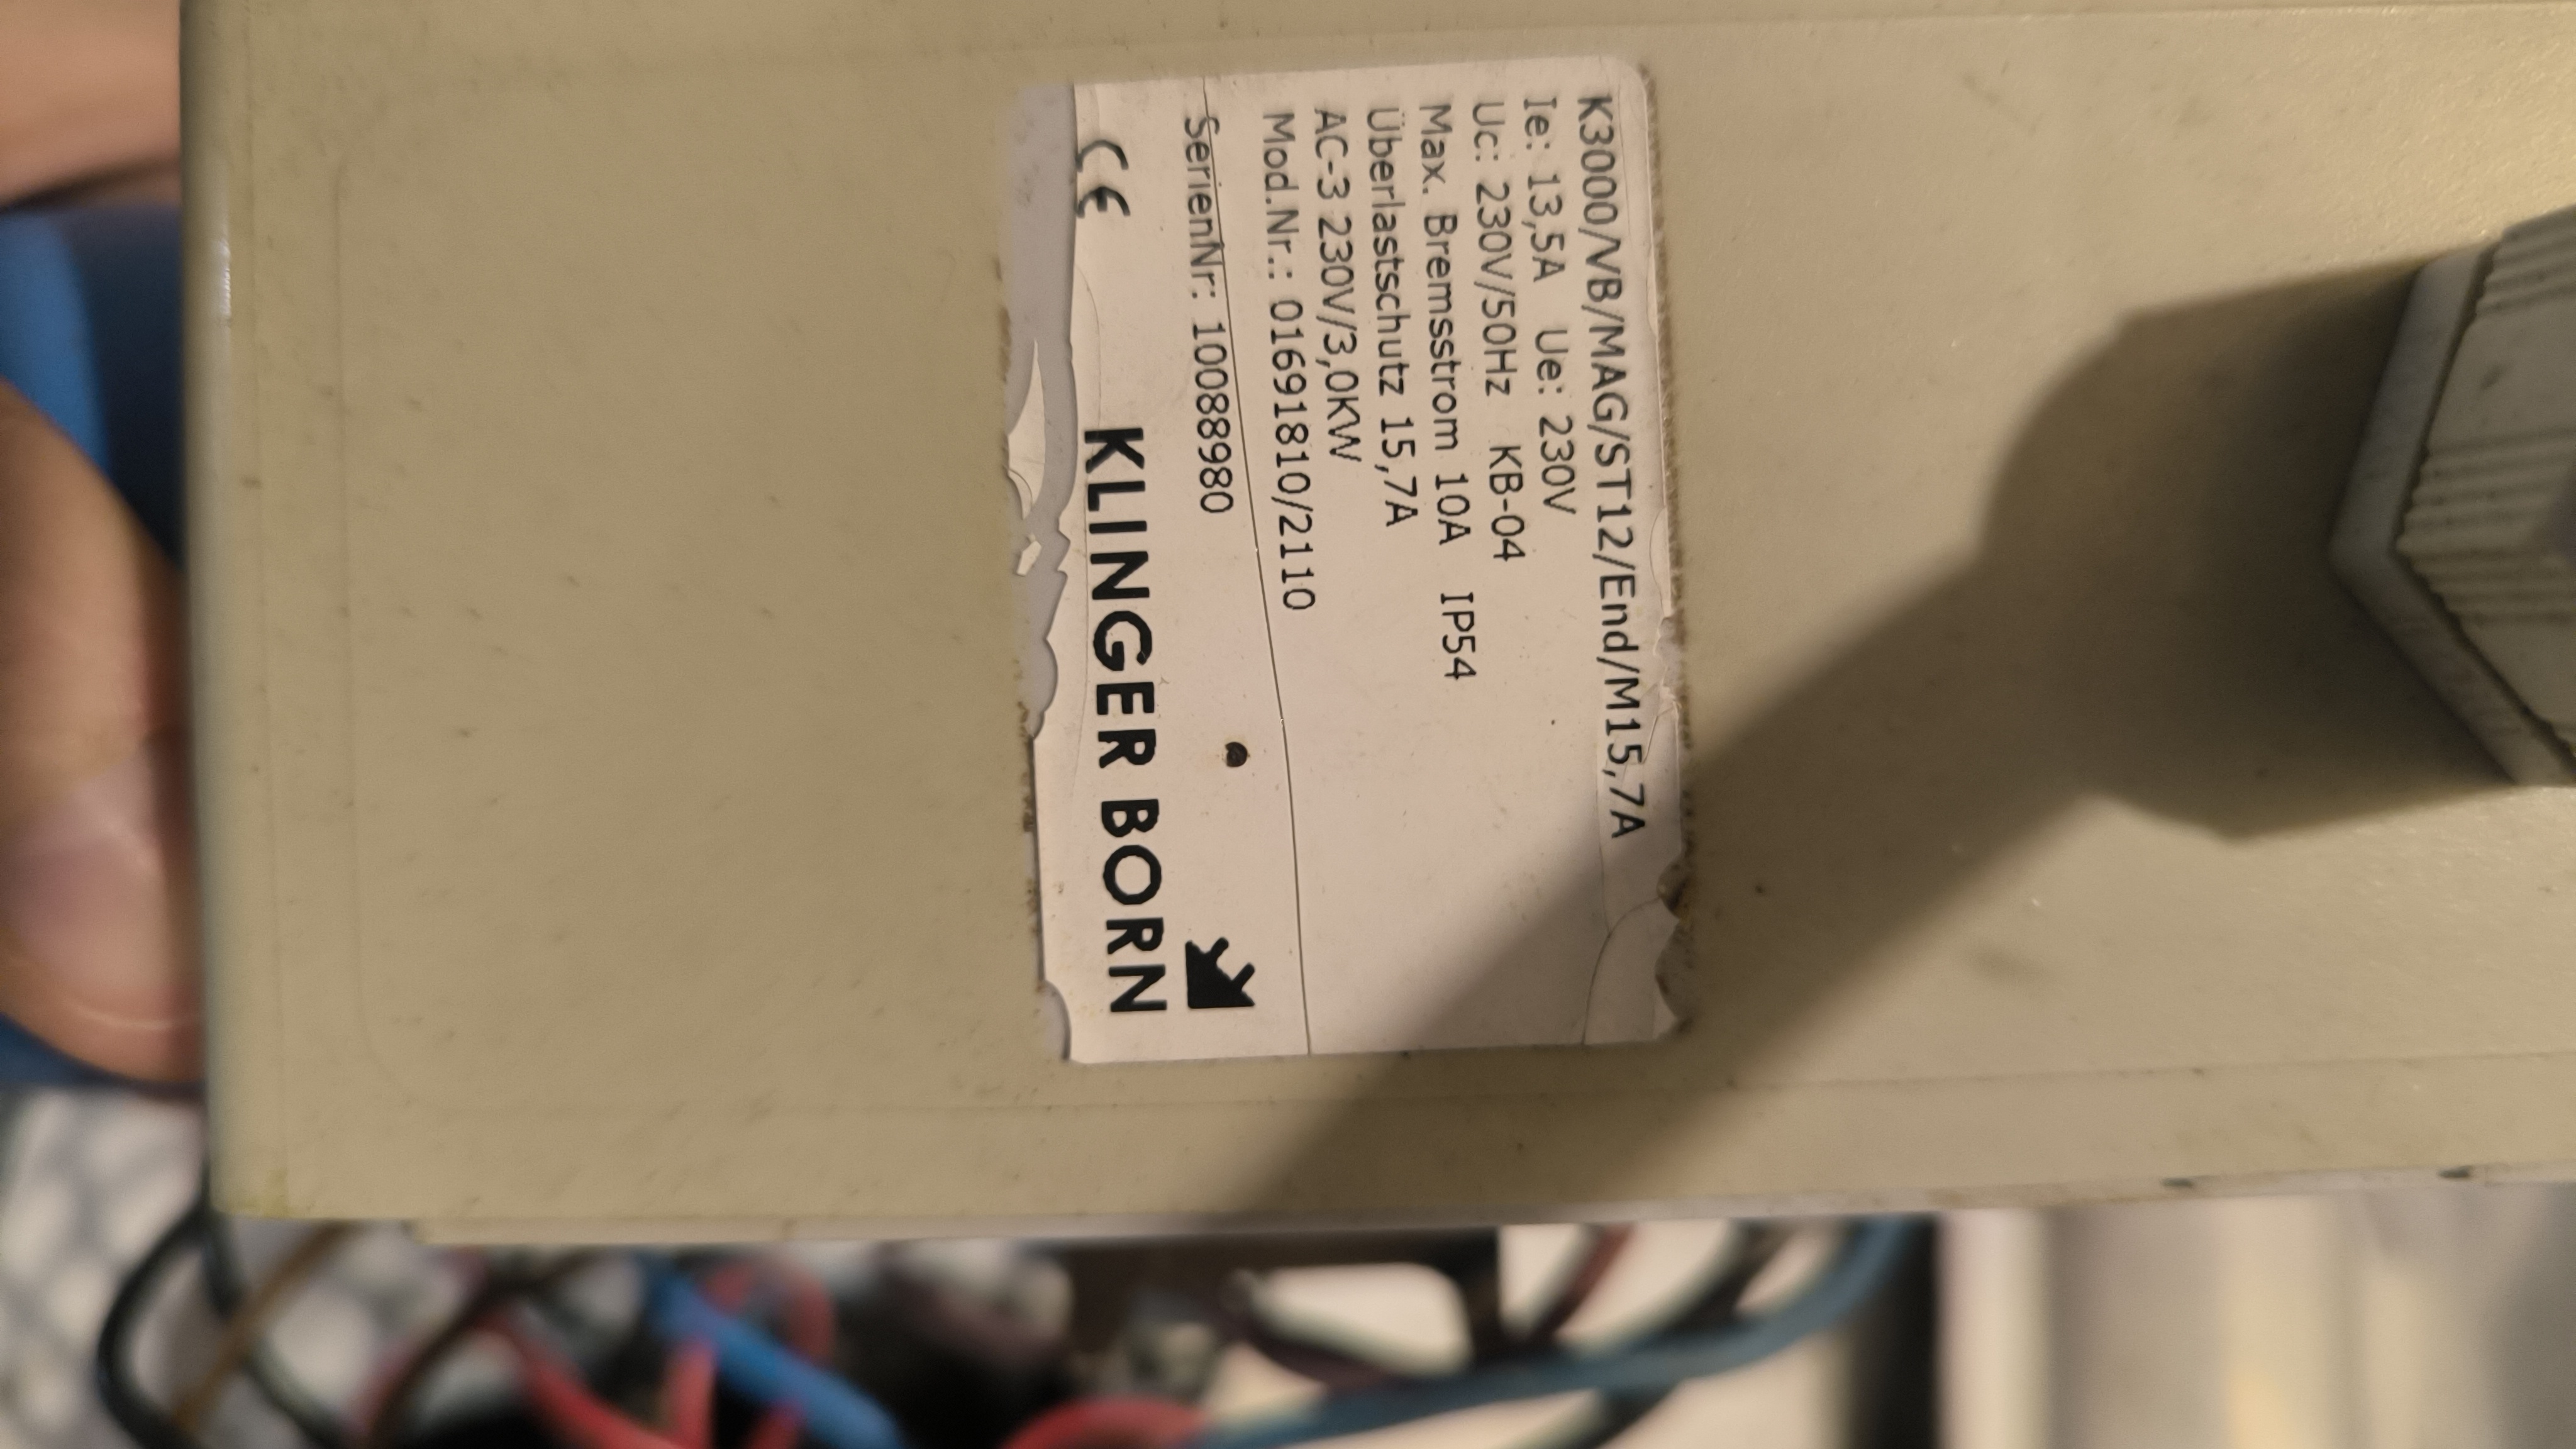 K3000/VB/MAG/ST12/End/M15,7A
Ie: 13,5A Ue: 230V
Uc: 230V/50Hz KB-04
Max. Bremsstrom 10A IP54
Überlastschutz 15,7A
AC-3 230V/3,0KW
Mod.Nr.: 01691810/2110
SerienNr: 10088980
CE
KLINGER BORN